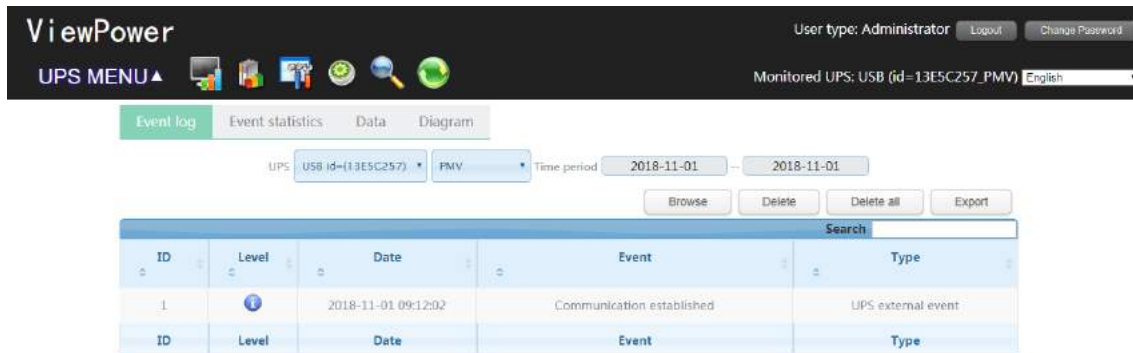 ViewPower
User type: Administrator Logout Change Password
UPS MENU▲
Monitored UPS: USB (id=13E5C257_PMV) English
Event log Event statistics Data Diagram
UPS USB id=(13E5C257) PMV Time period 2018-11-01 -- 2018-11-01
Browse Delete Delete all Export
Search
ID Level Date Event Type
1 2018-11-01 09:12:02 Communication established UPS external event
ID Level Date Event Type